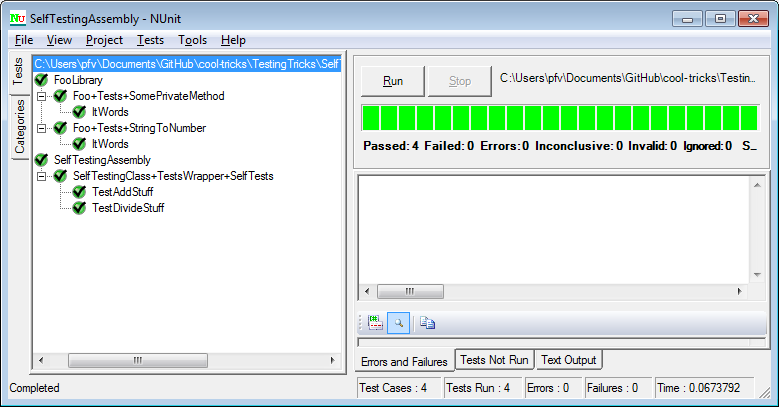 NU SelfTestingAssembly - NUnit
File View Project Tests Tools Help
Tests
Categories
C:\Users\pfv\Documents\GitHub\cool-tricks\TestingTricks\Self
FooLibrary
Foo+Tests+SomePrivateMethod
ItWords
Foo+Tests+StringToNumber
ItWords
SelfTestingAssembly
SelfTestingClass+TestsWrapper+SelfTests
TestAddStuff
TestDivideStuff
Run Stop C:\Users\pfv\Documents\GitHub\cool-tricks\Testin...
Passed: 4 Failed: 0 Errors: 0 Inconclusive: 0 Invalid: 0 Ignored: 0 S...
Errors and Failures Tests Not Run Text Output
Completed Test Cases : 4 Tests Run : 4 Errors : 0 Failures : 0 Time : 0.0673792